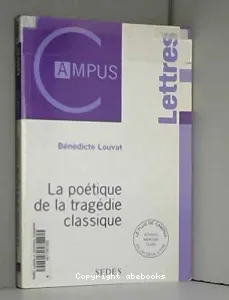 CAMPUS
Lettres
Bénédicte Louvat
La poétique
de la tragédie
classique
SEDES